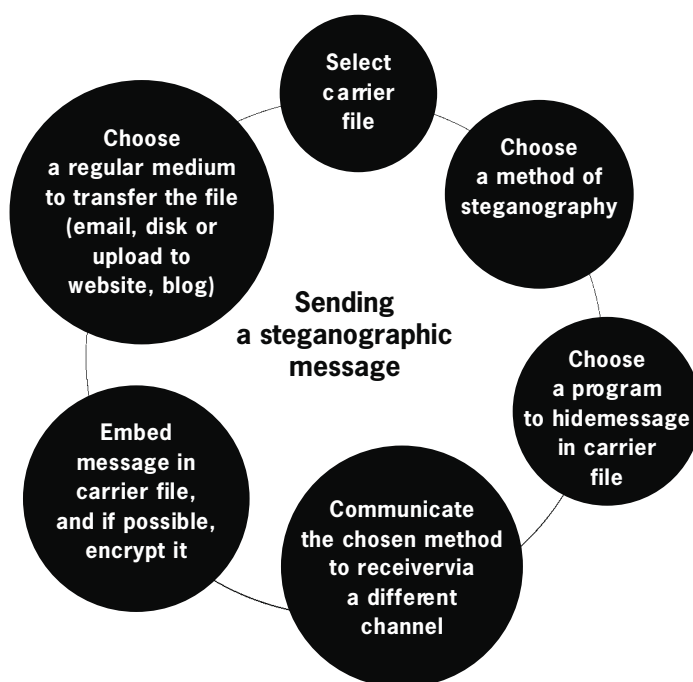 Select
carrier
file
Choose
a method of
steganography
Choose
a program
to hidemessage
in carrier
file
Communicate
the chosen method
to receivervia
a different
channel
Embed
message in
carrier file,
and if possible,
encrypt it
Choose
a regular medium
to transfer the file
(email, disk or
upload to
website, blog)
Sending
a steganographic
message